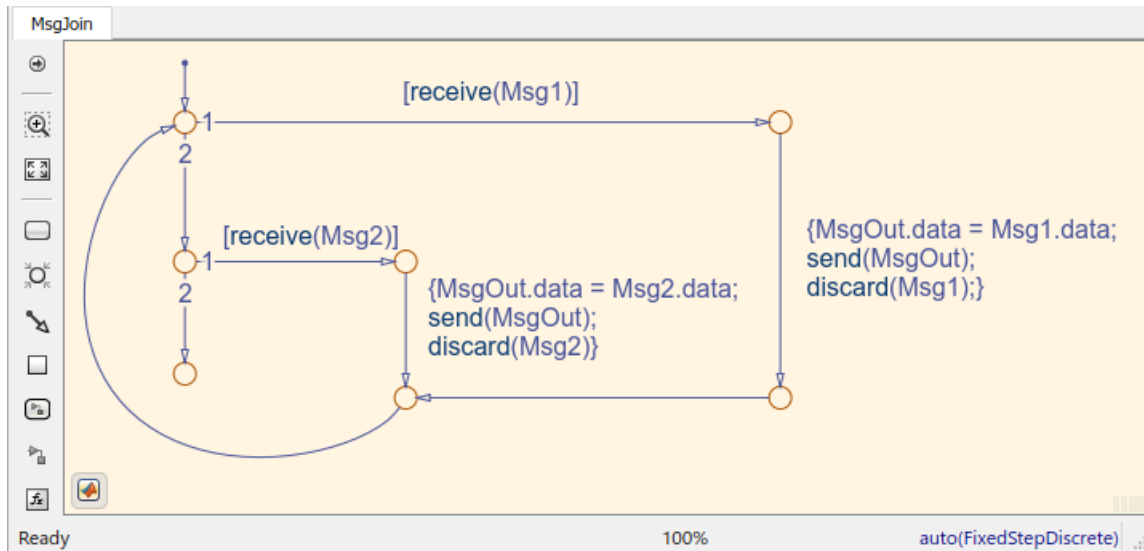 MsgJoin
[receive(Msg1)]
1
2
[receive(Msg2)]
1
2
{MsgOut.data = Msg1.data;
send(MsgOut);
discard(Msg1);}
{MsgOut.data = Msg2.data;
send(MsgOut);
discard(Msg2)}
fx
Ready
100%
auto(FixedStepDiscrete)